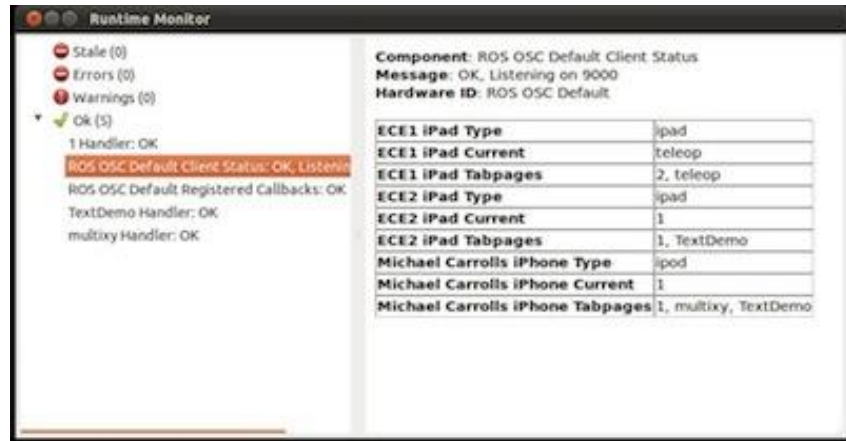 Runtime Monitor
Stale (0)
Errors (0)
Warnings (0)
Ok (5)
1 Handler: OK
ROS OSC Default Client Status: OK, Listenin
ROS OSC Default Registered Callbacks: OK
TextDemo Handler: OK
multixy Handler: OK
Component: ROS OSC Default Client Status
Message: OK, Listening on 9000
Hardware ID: ROS OSC Default
ECE1 iPad Type ipad
ECE1 iPad Current teleop
ECE1 iPad Tabpages 2, teleop
ECE2 iPad Type ipad
ECE2 iPad Current 1
ECE2 iPad Tabpages 1, TextDemo
Michael Carrolls iPhone Type ipod
Michael Carrolls iPhone Current 1
Michael Carrolls iPhone Tabpages 1, multixy, TextDemo